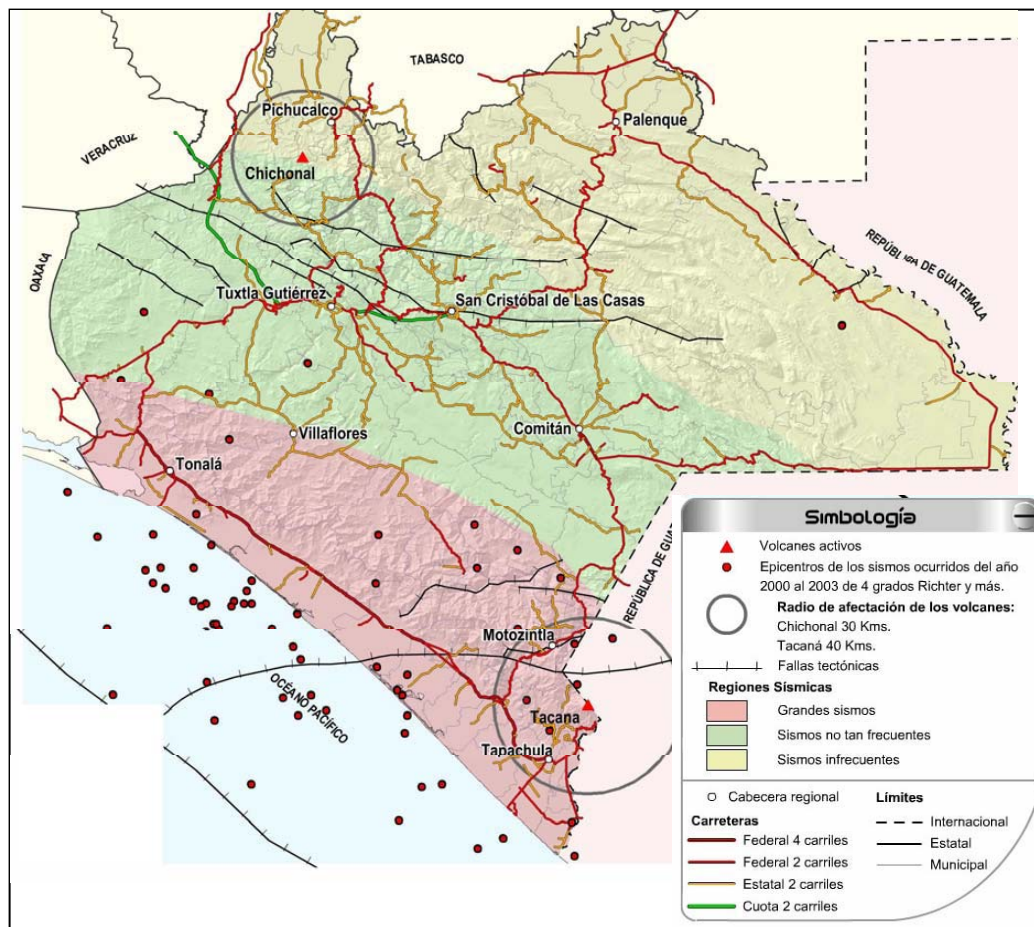 TABASCO
Pichucalco
Palenque
VERACRUZ
Chichonal
OAXACA
REPÚBLICA DE GUATEMALA
Tuxtla Gutiérrez
San Cristóbal de Las Casas
Villaflores
Comitán
Tonalá
REPÚBLICA DE GUA
Motozintla
OCÉANO PACÍFICO
Tacana
Tapachula
Simbología
Volcanes activos
Epicentros de los sismos ocurridos del año
2000 al 2003 de 4 grados Richter y más.
Radio de afectación de los volcanes:
Chichonal 30 Kms.
Tacaná 40 Kms.
Fallas tectónicas
Regiones Sísmicas
Grandes sismos
Sismos no tan frecuentes
Sismos infrecuentes
Cabecera regional
Carreteras
Federal 4 carriles
Federal 2 carriles
Estatal 2 carriles
Cuota 2 carriles
Límites
Internacional
Estatal
Municipal